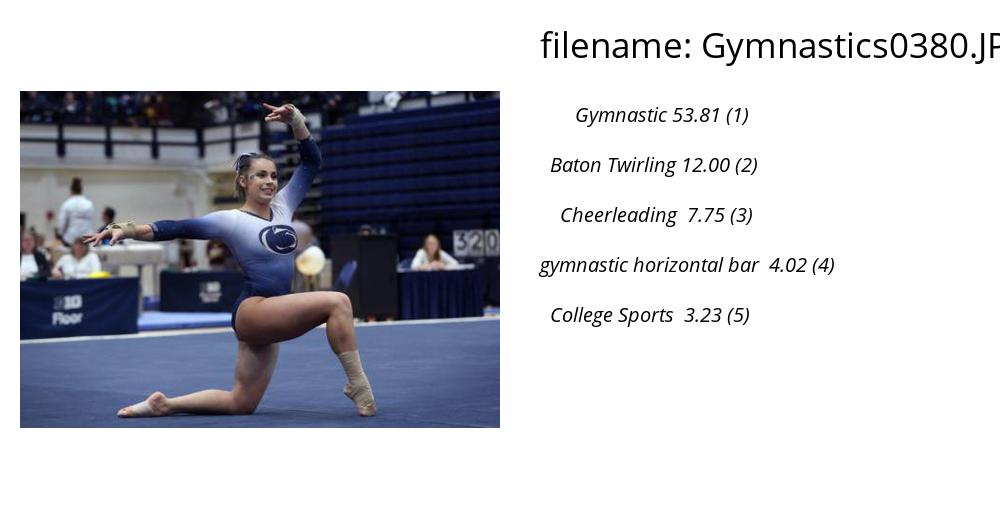 filename: Gymnastics0380.JP
Gymnastic 53.81 (1)
Baton Twirling 12.00 (2)
Cheerleading 7.75 (3)
gymnastic horizontal bar 4.02 (4)
College Sports 3.23 (5)
320
B1G
Floor
B1G